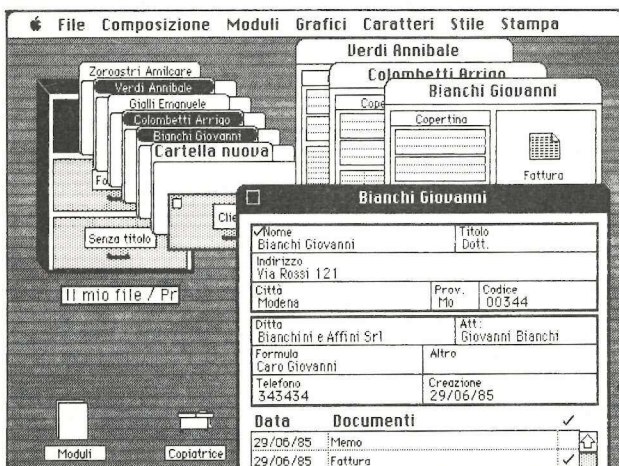 File Composizione Moduli Grafici Caratteri Stile Stampa
Verdi Annibale
Colombetti Arrigo
Bianchi Giovanni
Copertina
Fattura
Zoroastri Amilcare
Verdi Annibale
Gialli Emanuele
Colombetti Arrigo
Bianchi Giovanni
Cartella nuova
Senza titolo
Il mio file / Pr
Moduli
Copiatrice
Bianchi Giovanni
✓Nome Titolo
Bianchi Giovanni Dott.
Indirizzo
Via Rossi 121
Città Prov. Codice
Modena Mo 00344
Ditta Att:
Bianchini e Affini Srl Giovanni Bianchi
Formula Altro
Caro Giovanni
Telefono Creazione
343434 29/06/85
Data Documenti ✓
29/06/85 Memo
29/06/85 Fattura ✓